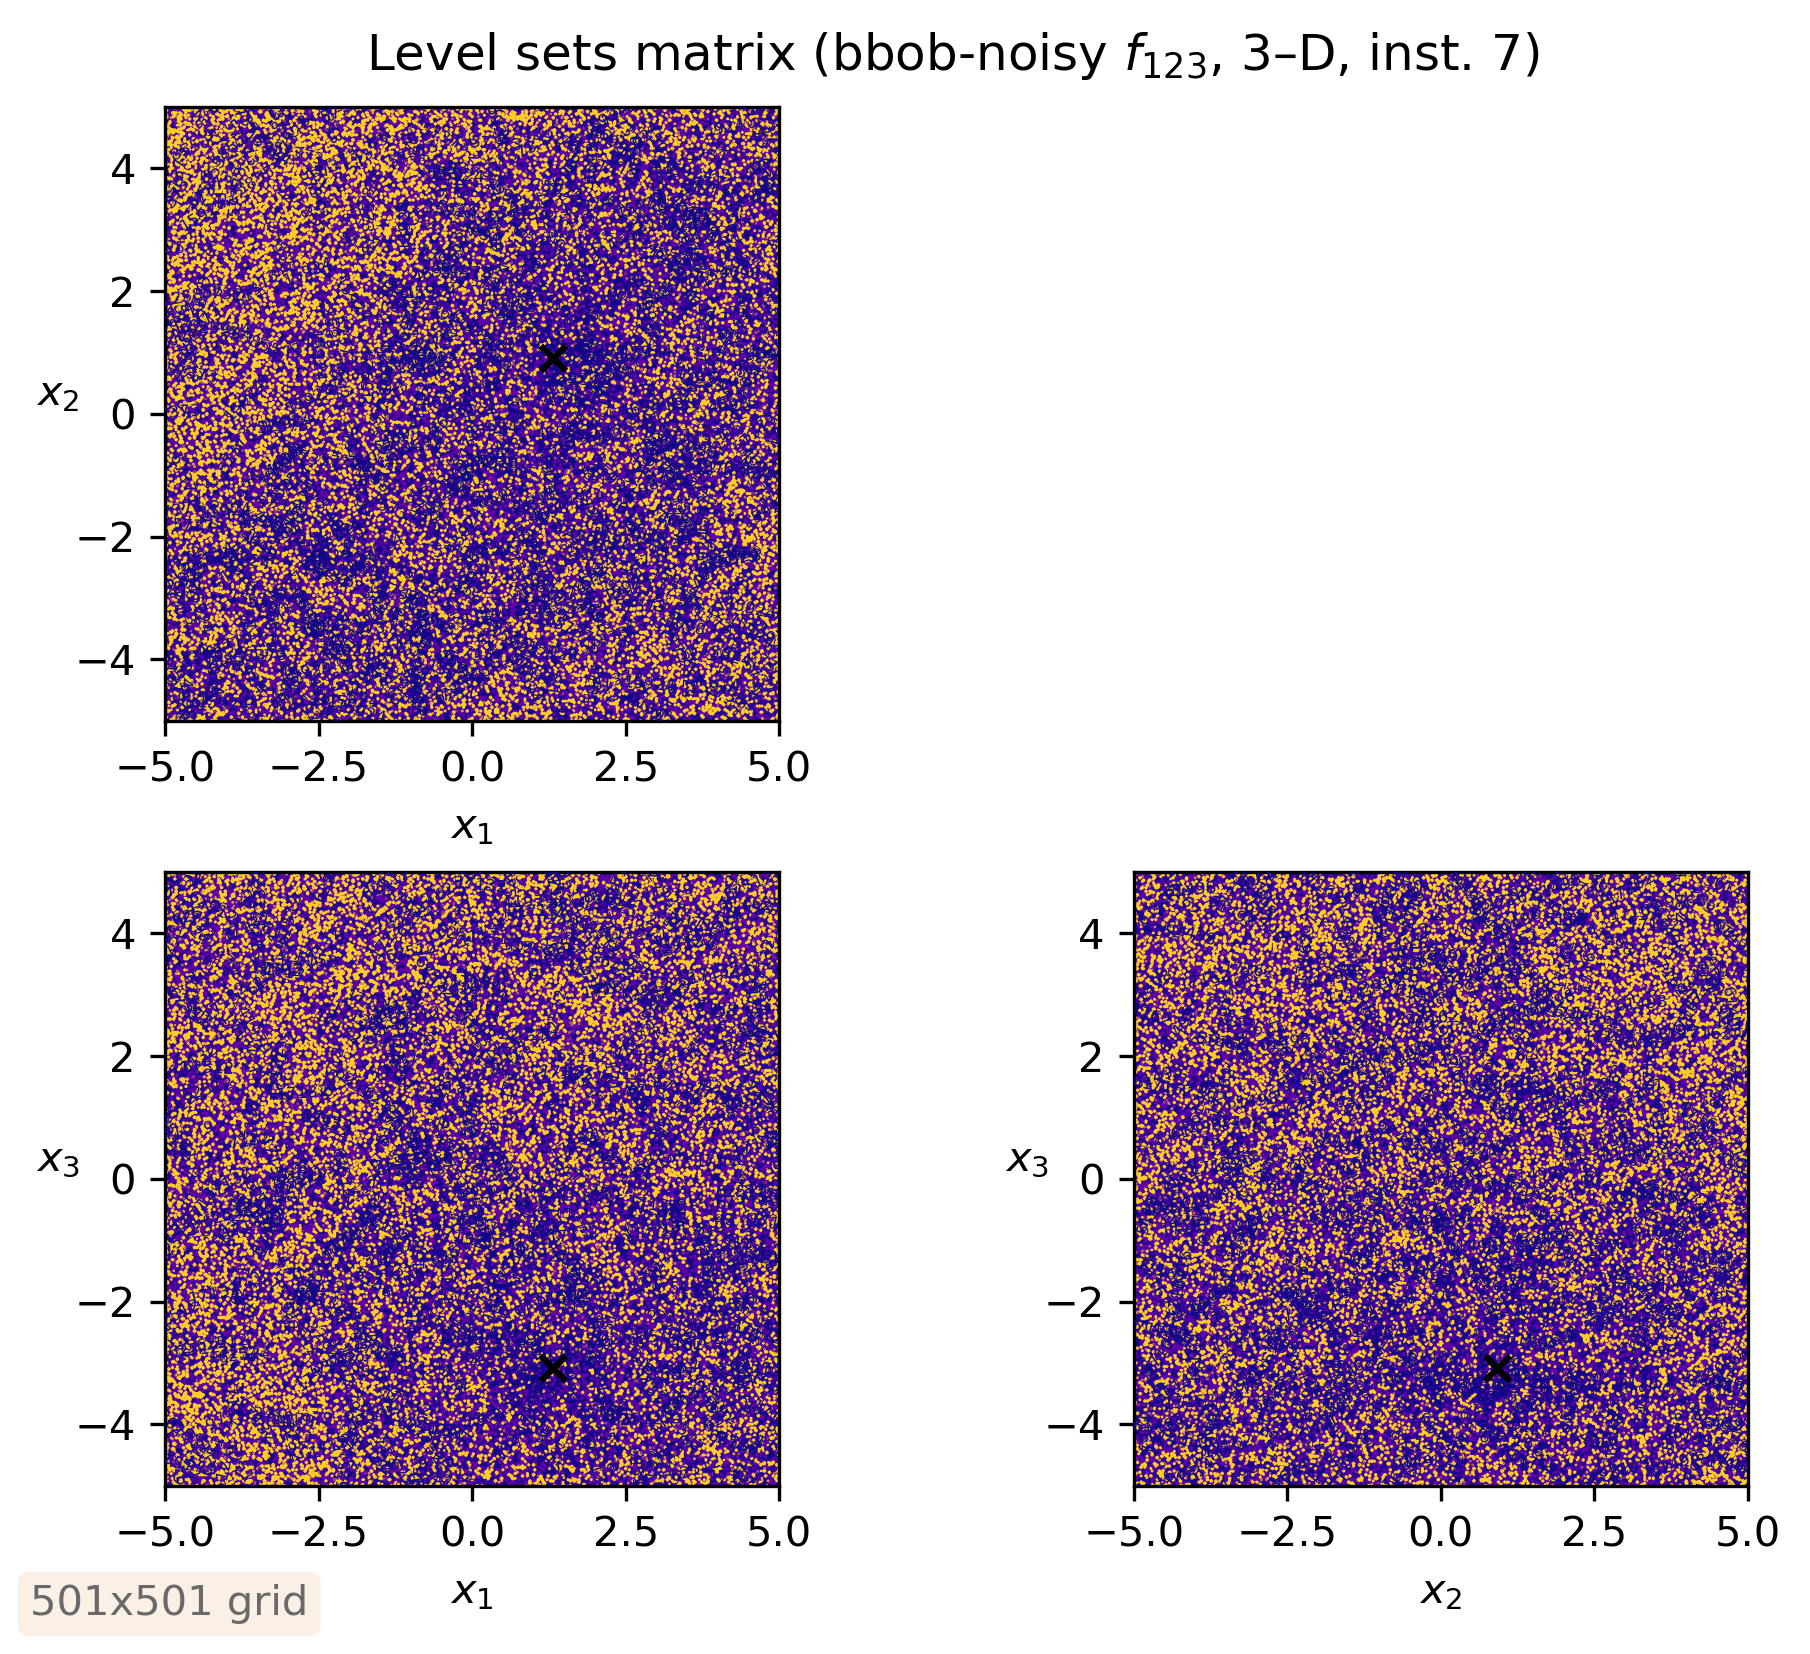 Level sets matrix (bbob-noisy f₁₂₃, 3–D, inst. 7)
4
2
x₂ 0
−2
−4
−5.0 −2.5 0.0 2.5 5.0
x₁
4 4
2 2
x₃ 0 x₃ 0
−2 −2
−4 −4
−5.0 −2.5 0.0 2.5 5.0 −5.0 −2.5 0.0 2.5 5.0
x₁ x₂
501x501 grid